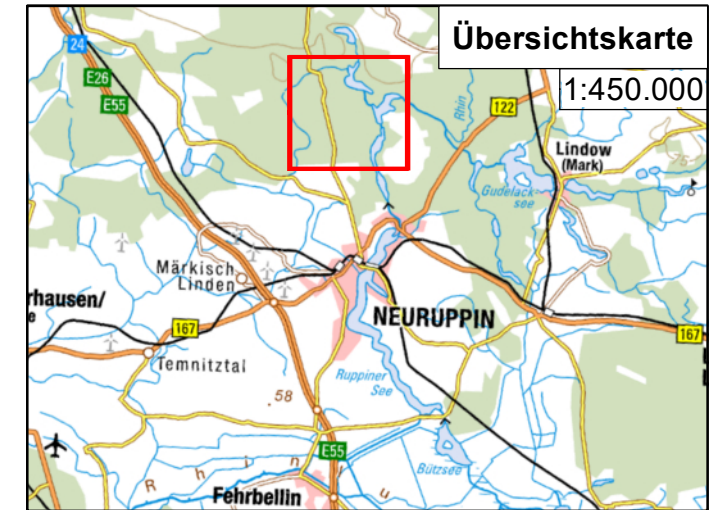 Übersichtskarte
1:450.000
24
E26
E55
122
Rhin
Lindow
(Mark)
75
Gudelack-
see
Märkisch
Linden
rhausen/
e
NEURUPPIN
167
167
Temnitztal
Ruppiner
See
.58
E55
Bützsee
R h i n l u
Fehrbellin